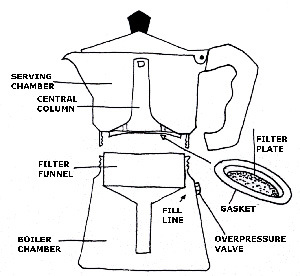 SERVING
CHAMBER
CENTRAL
COLUMN
FILTER
PLATE
FILTER
FUNNEL
FILL
LINE
GASKET
BOILER
CHAMBER
OVERPRESSURE
VALVE